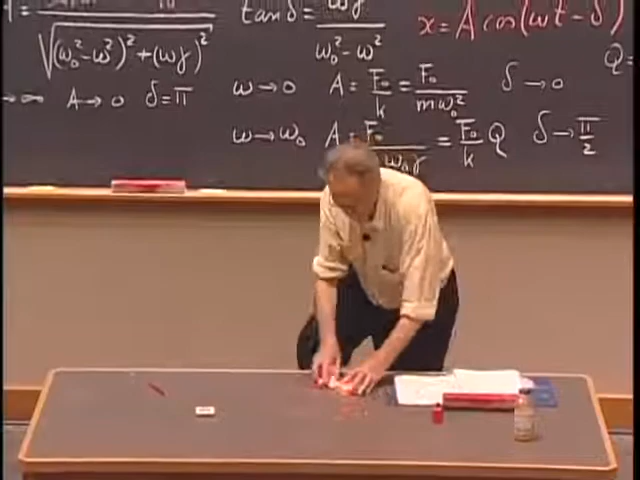 tan δ = ωγ / ω₀² - ω²
x = A cos(ωt - δ)
√(ω₀² - ω²)² + (ωγ)²
Q =
ω → ∞ A → 0 δ = π
ω → 0 A = F₀ / k = F₀ / mω₀² δ → 0
ω → ω₀ A = F₀ / ω₀γ = F₀ / k Q δ → π / 2